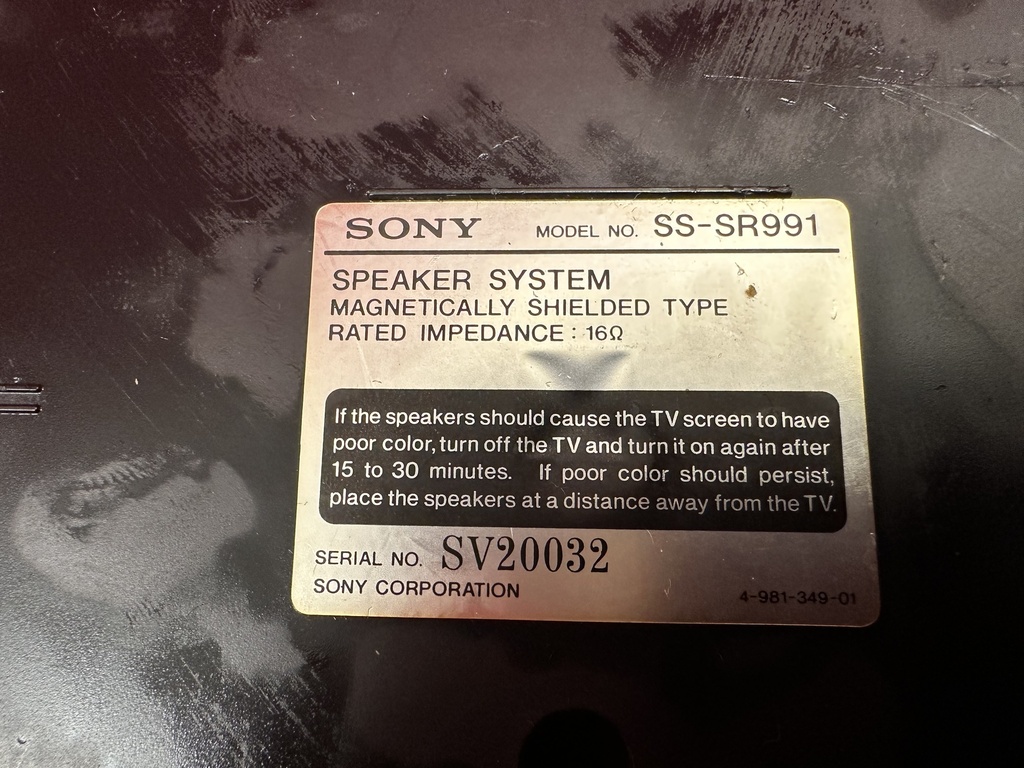 SONY MODEL NO. SS-SR991
SPEAKER SYSTEM
MAGNETICALLY SHIELDED TYPE
RATED IMPEDANCE : 16Ω
If the speakers should cause the TV screen to have
poor color, turn off the TV and turn it on again after
15 to 30 minutes. If poor color should persist,
place the speakers at a distance away from the TV.
SERIAL NO. SV20032
SONY CORPORATION 4-981-349-01